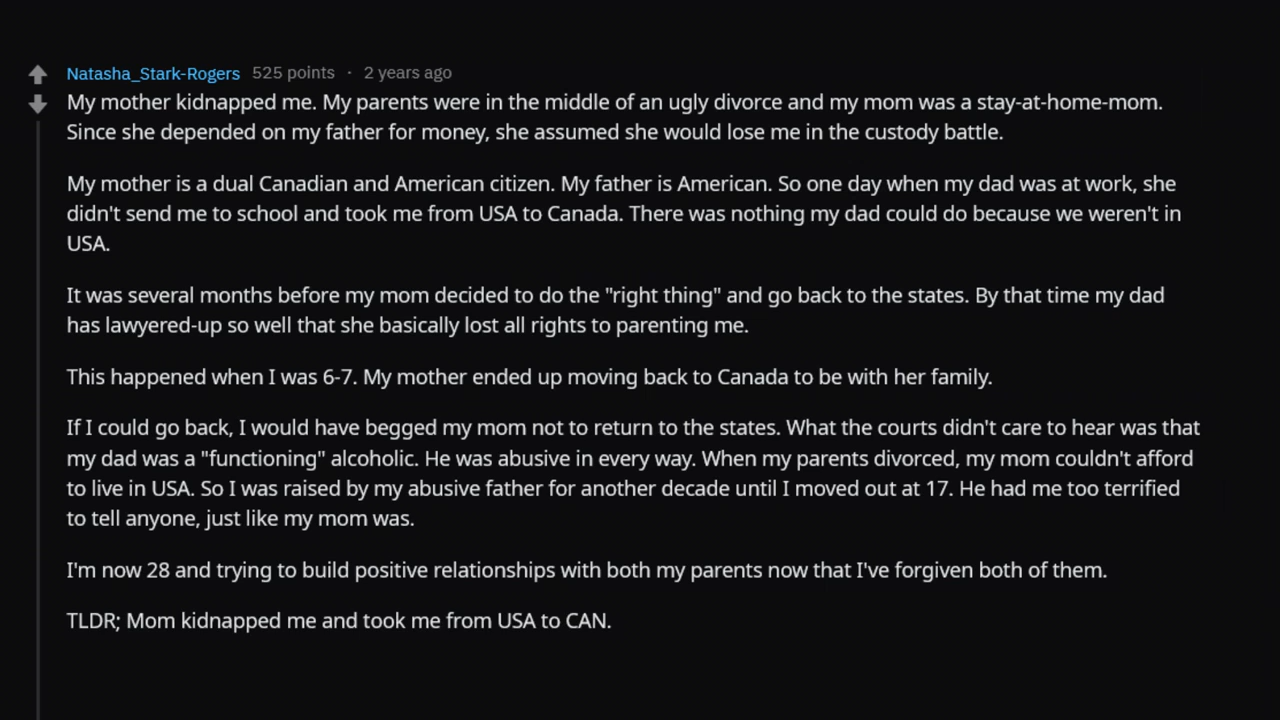 Natasha_Stark-Rogers 525 points · 2 years ago
My mother kidnapped me. My parents were in the middle of an ugly divorce and my mom was a stay-at-home-mom.
Since she depended on my father for money, she assumed she would lose me in the custody battle.
My mother is a dual Canadian and American citizen. My father is American. So one day when my dad was at work, she
didn't send me to school and took me from USA to Canada. There was nothing my dad could do because we weren't in
USA.
It was several months before my mom decided to do the "right thing" and go back to the states. By that time my dad
has lawyered-up so well that she basically lost all rights to parenting me.
This happened when I was 6-7. My mother ended up moving back to Canada to be with her family.
If I could go back, I would have begged my mom not to return to the states. What the courts didn't care to hear was that
my dad was a "functioning" alcoholic. He was abusive in every way. When my parents divorced, my mom couldn't afford
to live in USA. So I was raised by my abusive father for another decade until I moved out at 17. He had me too terrified
to tell anyone, just like my mom was.
I'm now 28 and trying to build positive relationships with both my parents now that I've forgiven both of them.
TLDR; Mom kidnapped me and took me from USA to CAN.